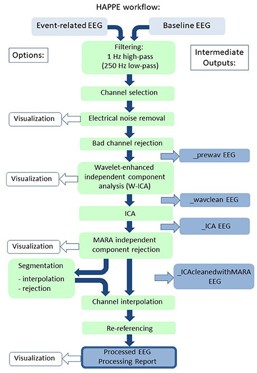 HAPPE workflow:
Event-related EEG
Baseline EEG
Options:
Filtering:
1 Hz high-pass
(250 Hz low-pass)
Intermediate
Outputs:
Channel selection
Visualization
Electrical noise removal
Bad channel rejection
_prewav EEG
Visualization
Wavelet-enhanced
independent component
analysis (W-ICA)
_wavclean EEG
ICA
_ICA EEG
Visualization
MARA independent
component rejection
Segmentation
- interpolation
- rejection
_ICAcleanedwithMARA
EEG
Channel interpolation
Re-referencing
Visualization
Processed EEG
Processing Report